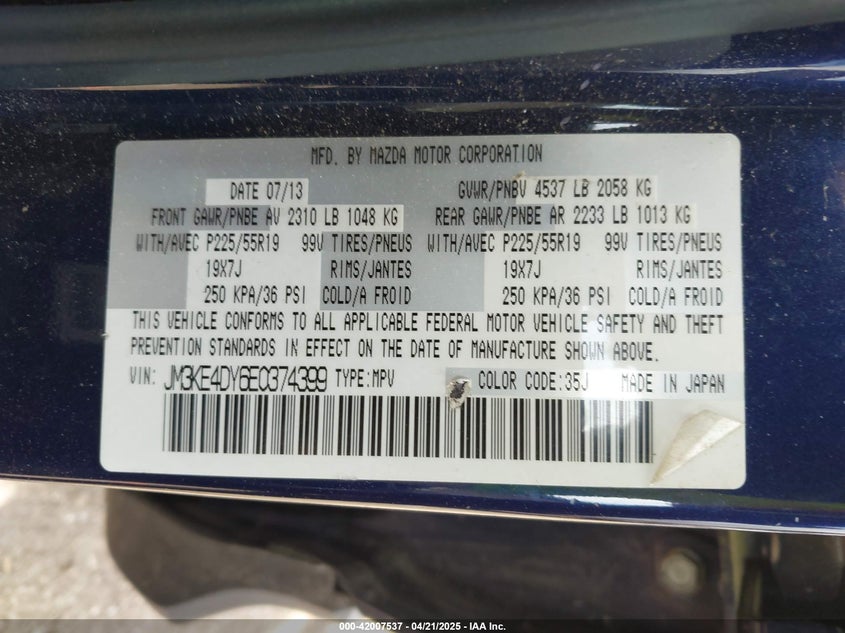 MFD. BY MAZDA MOTOR CORPORATION
DATE 07/13 GVWR/PNBV 4537 LB 2058 KG
FRONT GAWR/PNBE AV 2310 LB 1048 KG REAR GAWR/PNBE AR 2233 LB 1013 KG
WITH/AVEC P225/55R19 99V TIRES/PNEUS WITH/AVEC P225/55R19 99V TIRES/PNEUS
19X7J RIMS/JANTES 19X7J RIMS/JANTES
250 KPA/36 PSI COLD/A FROID 250 KPA/36 PSI COLD/A FROID
THIS VEHICLE CONFORMS TO ALL APPLICABLE FEDERAL MOTOR VEHICLE SAFETY AND THEFT
PREVENTION STANDARDS IN EFFECT ON THE DATE OF MANUFACTURE SHOWN ABOVE.
VIN: JM3KE4DY6E0374399 TYPE:MPV COLOR CODE:35J MADE IN JAPAN
000-42007537 - 04/21/2025 - IAA Inc.